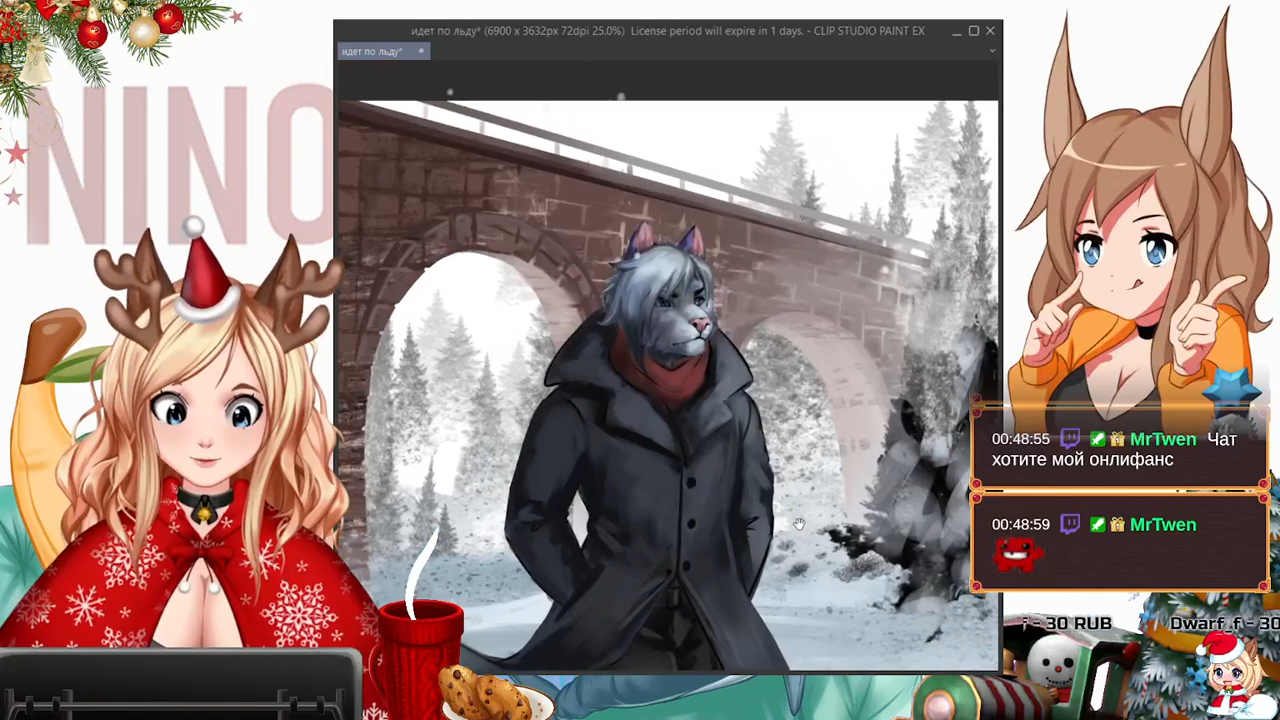 идет по льду* (6900 x 3632px 72dpi 25.0%) License period will expire in 1 days. - CLIP STUDIO PAINT EX
идет по льду*
NINO
00:48:55 MrTwen Чат
хотите мой онлифанс
00:48:59 MrTwen
- 30 RUB Dwarf_f - 30